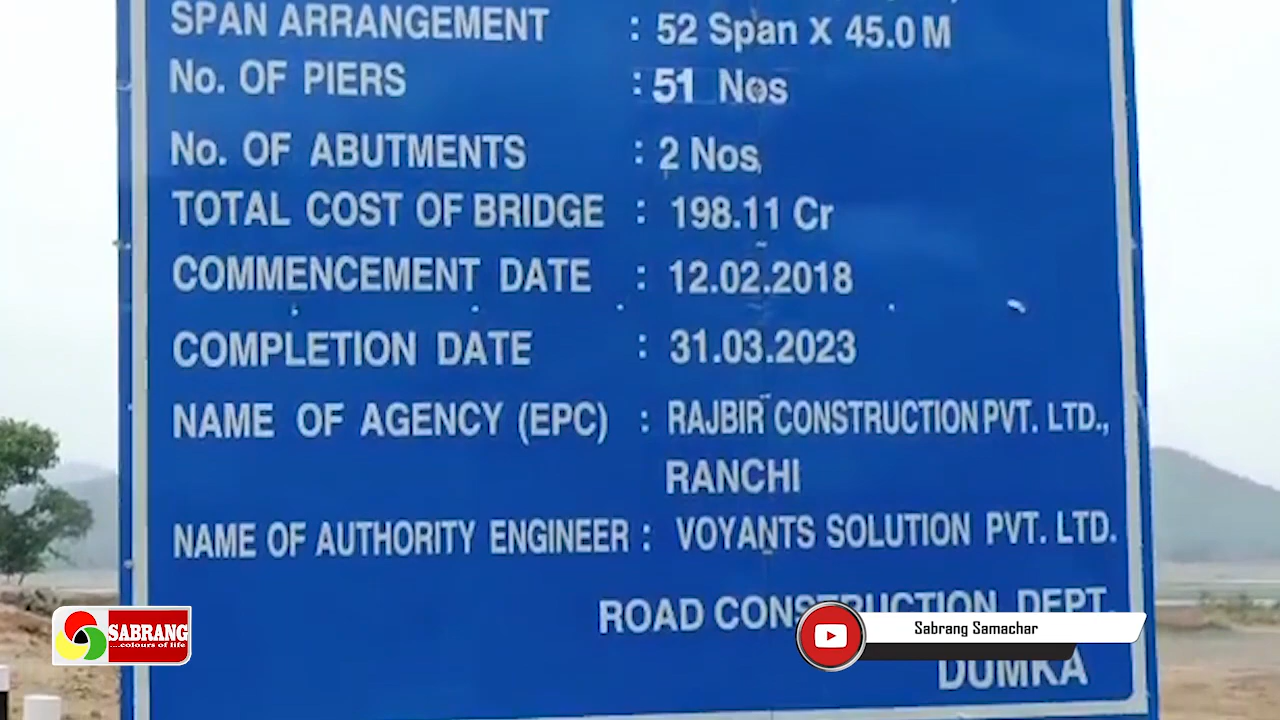 SPAN ARRANGEMENT : 52 Span X 45.0 M
No. OF PIERS : 51 Nos
No. OF ABUTMENTS : 2 Nos
TOTAL COST OF BRIDGE : 198.11 Cr
COMMENCEMENT DATE : 12.02.2018
COMPLETION DATE : 31.03.2023
NAME OF AGENCY (EPC) : RAJBIR CONSTRUCTION PVT. LTD.,
RANCHI
NAME OF AUTHORITY ENGINEER : VOYANTS SOLUTION PVT. LTD.
ROAD CONSTRUCTION DEPT.
DUMKA
SABRANG
...colours of life
Sabrang Samachar